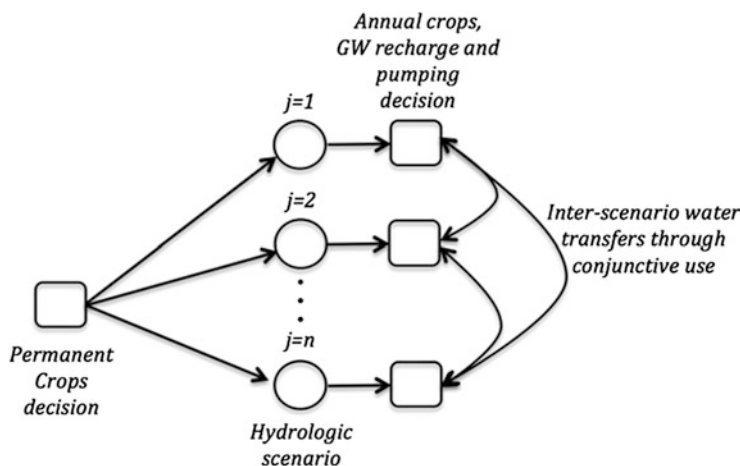 Annual crops,
GW recharge and
pumping
decision
j=1
j=2
Inter-scenario water
transfers through
conjunctive use
j=n
Permanent
Crops
decision
Hydrologic
scenario